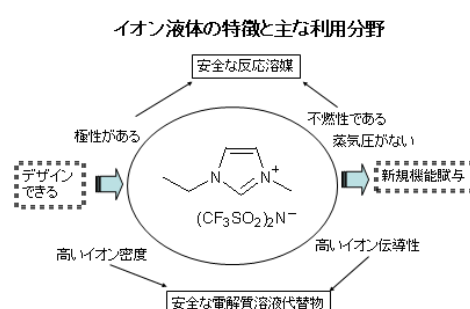 イオン液体の特徴と主な利用分野
安全な反応溶媒
極性がある
不燃性である
蒸気圧がない
デザイン
できる
N
N+
(CF3SO2)2N−
新規機能賦与
高いイオン密度
高いイオン伝導性
安全な電解質溶液代替物